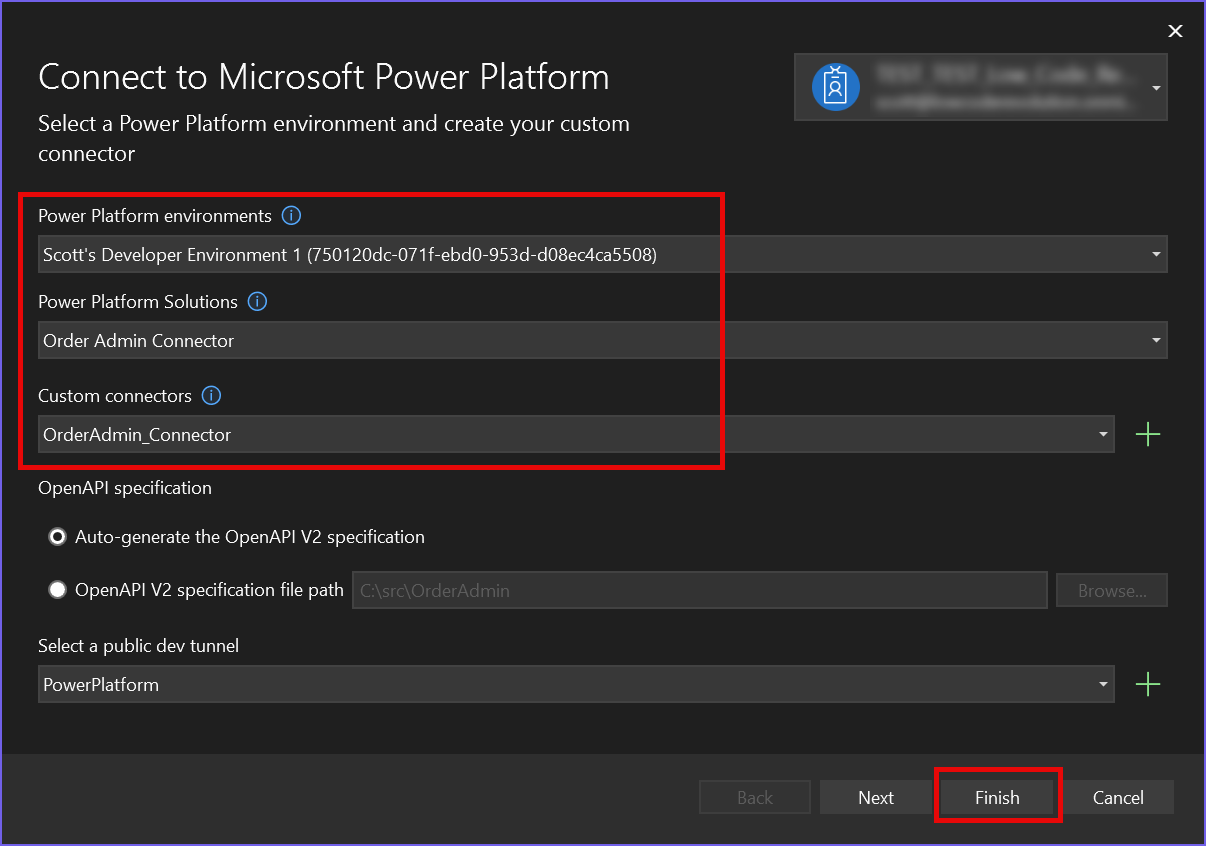 Connect to Microsoft Power Platform
Select a Power Platform environment and create your custom
connector
Power Platform environments
Scott's Developer Environment 1 (750120dc-071f-ebd0-953d-d08ec4ca5508)
Power Platform Solutions
Order Admin Connector
Custom connectors
OrderAdmin_Connector
OpenAPI specification
Auto-generate the OpenAPI V2 specification
OpenAPI V2 specification file path C:\src\OrderAdmin Browse...
Select a public dev tunnel
PowerPlatform
Back Next Finish Cancel